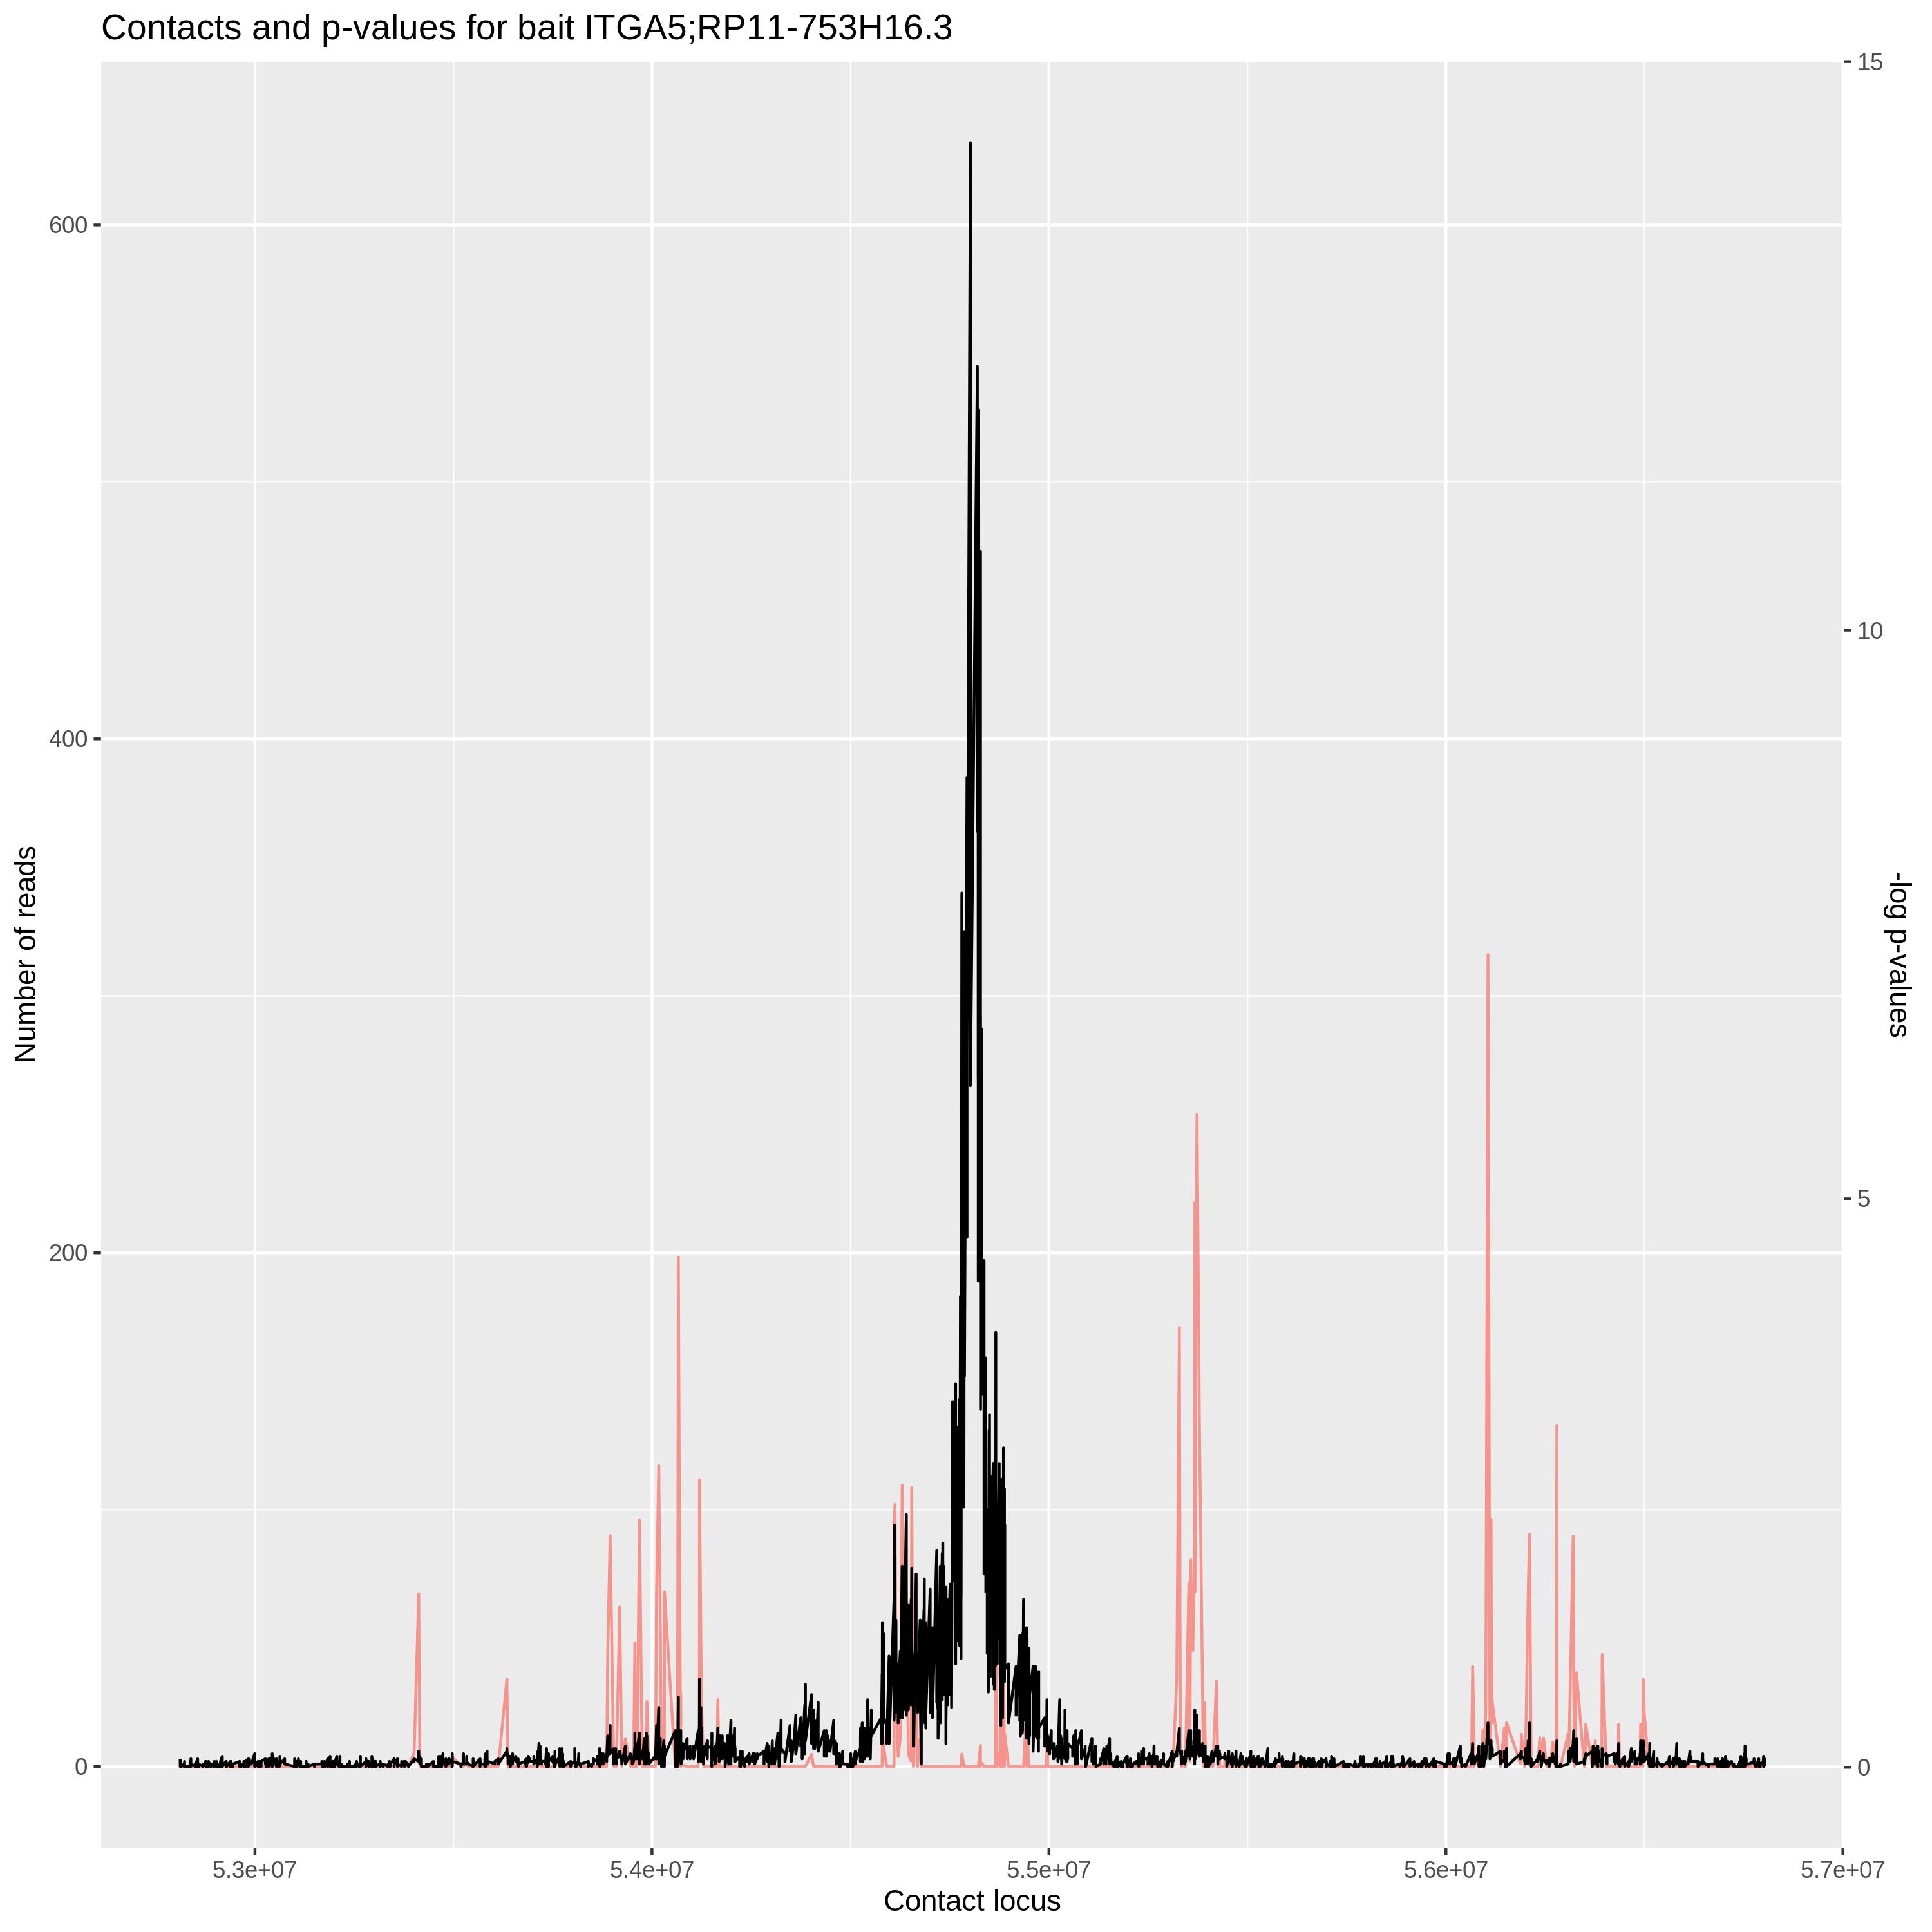 Contacts and p-values for bait ITGA5;RP11-753H16.3
600
400
200
0
Number of reads
15
10
5
0
-log p-values
5.3e+07 5.4e+07 5.5e+07 5.6e+07 5.7e+07
Contact locus